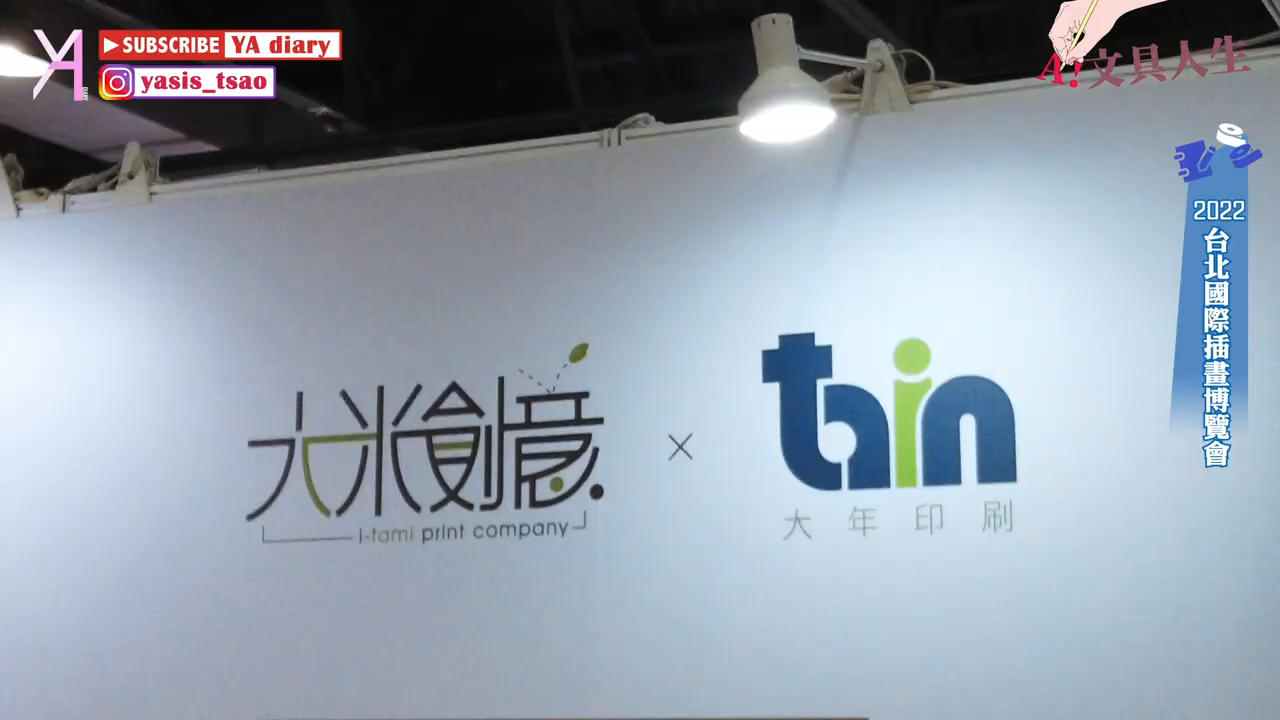 YA
DIARY
SUBSCRIBE YA diary
yasis_tsao
A!文具人生
2022
台北國際插畫博覽會
大米創意
i-tami print company
×
tain
大年印刷